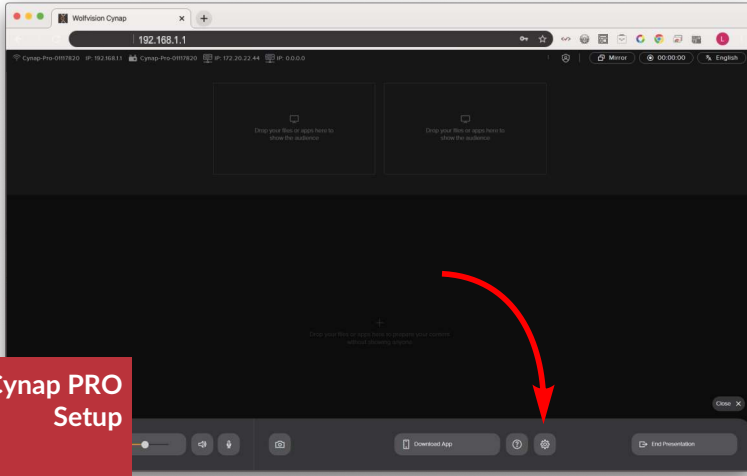 Wolfvision Cynap
192.168.1.1
Cynap-Pro-01117620 IP: 192.168.1.1 Cynap-Pro-01117620 IP: 172.20.22.44 IP: 0.0.0.0 Mirror 00:00:00 English
Drop your files or apps here to
show the audience
Drop your files or apps here to
show the audience
Drop your files or apps here to prepare your content
without showing anyone
Cynap PRO
Setup
Close X
Download App
End Presentation
L